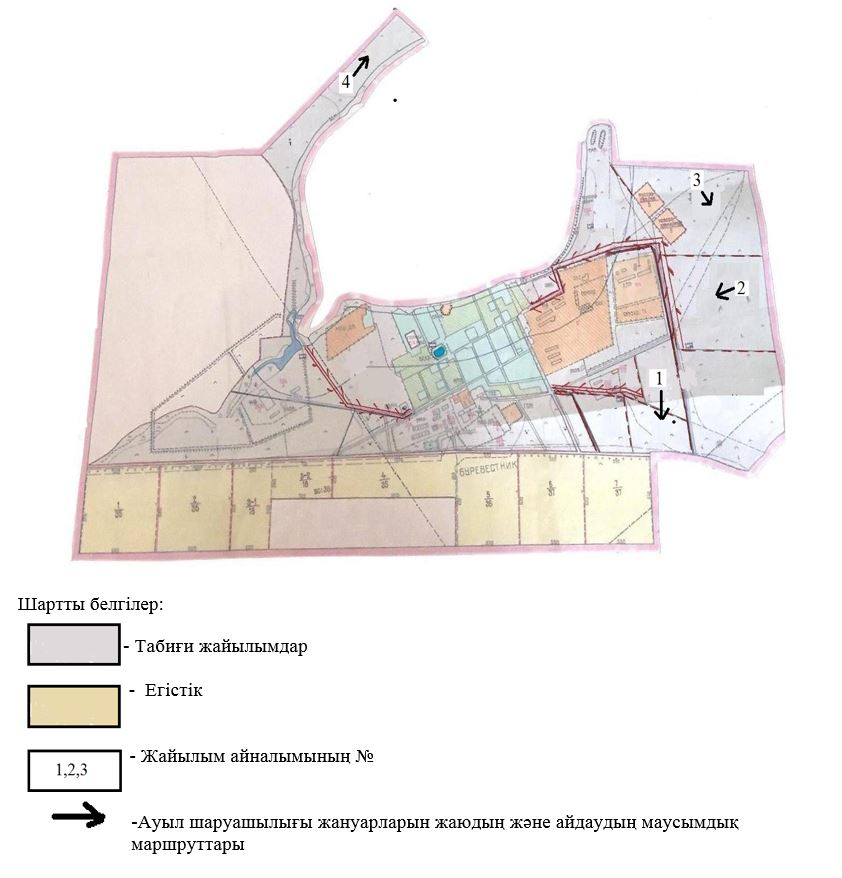 4
3
2
1
БУРЕВЕСТНИК
Шартты белгілер:
- Табиғи жайылымдар
- Егістік
1,2,3
- Жайылым айналымының №
-Ауыл шаруашылығы жануарларын жаюдың және айдаудың маусымдық
маршруттары